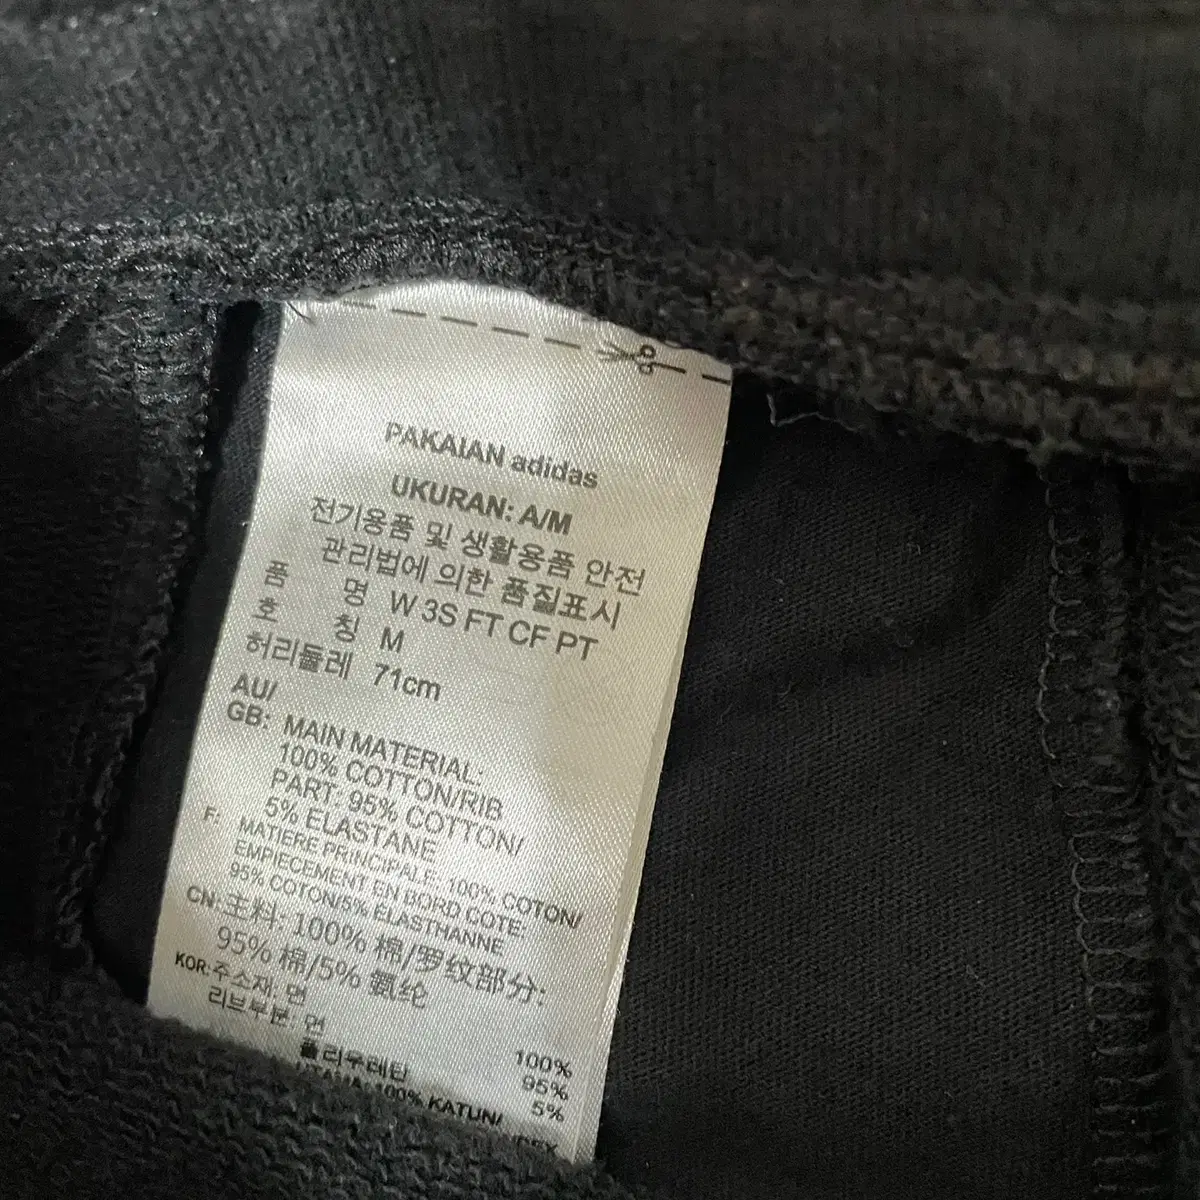 PAKAIAN adidas
UKURAN: A/M
전기용품 및 생활용품 안전
관리법에 의한 품질표시
품 명 W 3S FT CF PT
호 칭 M
허리둘레 71cm
AU/
GB: MAIN MATERIAL:
100% COTTON/RIB
PART: 95% COTTON/
5% ELASTANE
F: MATIERE PRINCIPALE: 100% COTON/
EMPIECEMENT EN BORD COTE:
95% COTON/5% ELASTHANNE
CN: 主料: 100% 棉/罗纹部分:
95% 棉/5% 氨纶
KOR: 주소재: 면 100%
리브부분: 면 95%
폴리우레탄 5%
UTAMA: 100% KATUN/